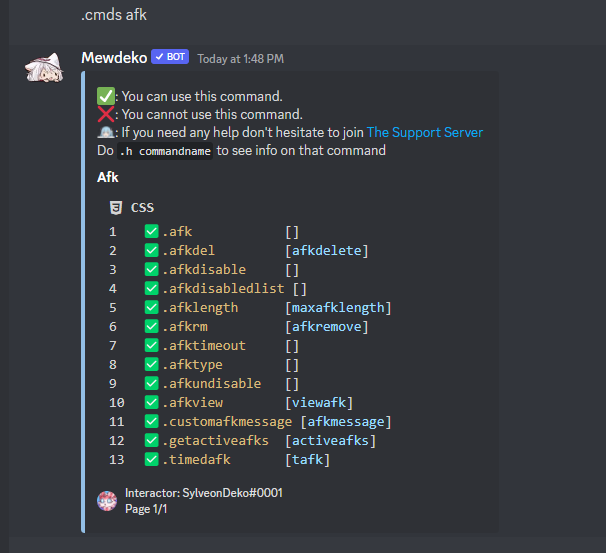 .cmds afk
Mewdeko ✓ BOT Today at 1:48 PM
✅: You can use this command.
❌: You cannot use this command.
: If you need any help don't hesitate to join The Support Server
Do .h commandname to see info on that command
Afk
CSS
1 ✅.afk []
2 ✅.afkdel [afkdelete]
3 ✅.afkdisable []
4 ✅.afkdisabledlist []
5 ✅.afklength [maxafklength]
6 ✅.afkrm [afkremove]
7 ✅.afktimeout []
8 ✅.afktype []
9 ✅.afkundisable []
10 ✅.afkview [viewafk]
11 ✅.customafkmessage [afkmessage]
12 ✅.getactiveafks [activeafks]
13 ✅.timedafk [tafk]
Interactor: SylveonDeko#0001
Page 1/1